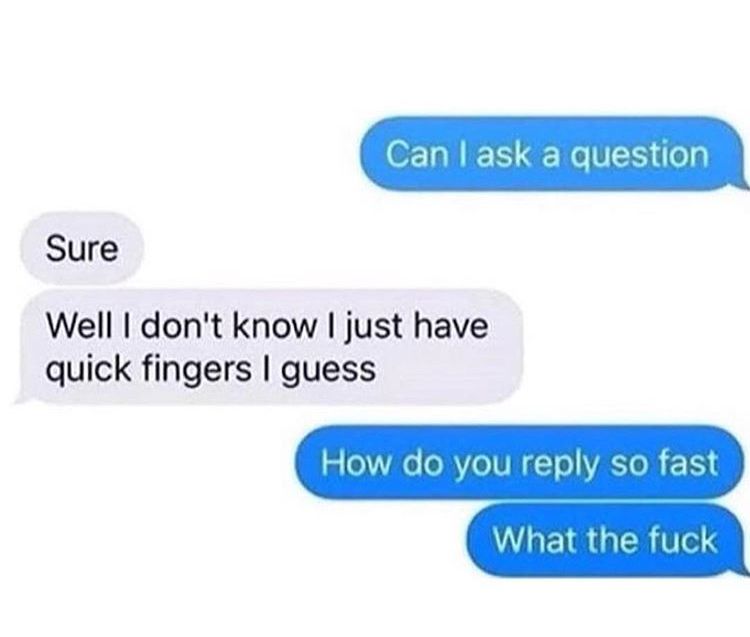 Can I ask a question
Sure
Well I don't know I just have
quick fingers I guess
How do you reply so fast
What the fuck